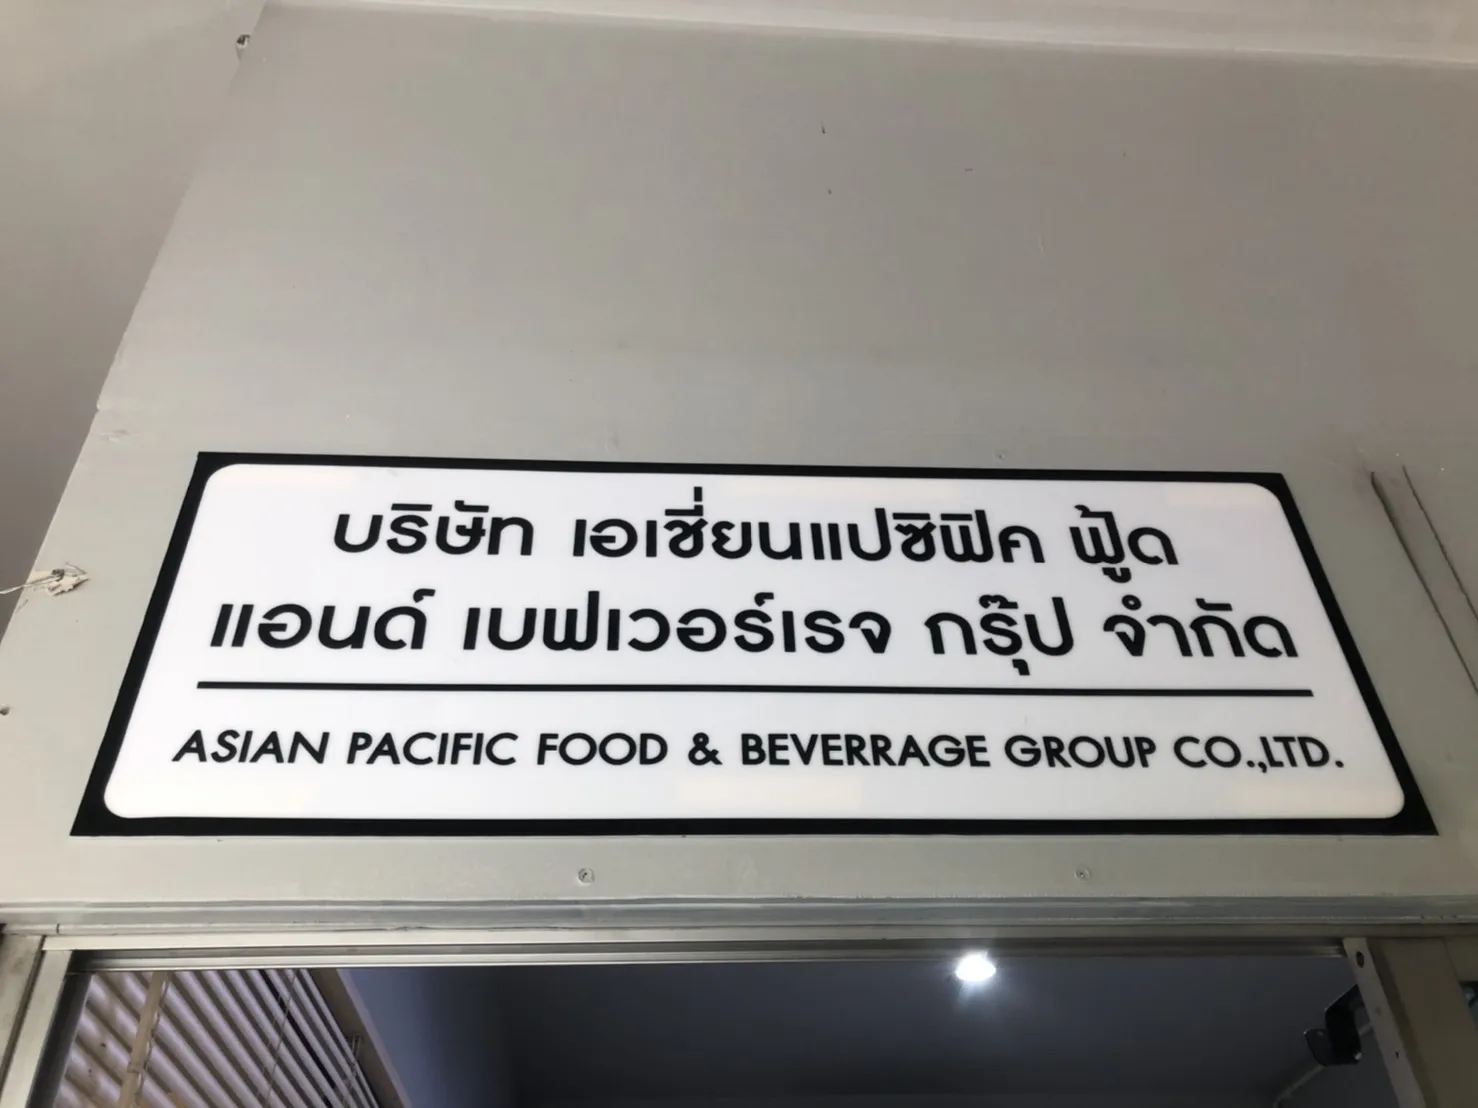 บริษัท เอเชี่ยนแปซิฟิค ฟู้ด
แอนด์ เบฟเวอร์เรจ กรุ๊ป จำกัด
ASIAN PACIFIC FOOD & BEVERRAGE GROUP CO.,LTD.